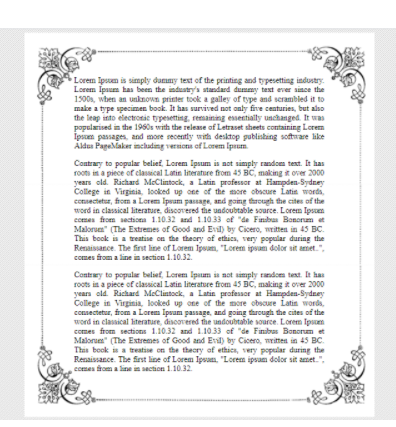 Lorem Ipsum is simply dummy text of the printing and typesetting industry.
Lorem Ipsum has been the industry's standard dummy text ever since the
1500s, when an unknown printer took a galley of type and scrambled it to
make a type specimen book. It has survived not only five centuries, but also
the leap into electronic typesetting, remaining essentially unchanged. It was
popularised in the 1960s with the release of Letraset sheets containing Lorem
Ipsum passages, and more recently with desktop publishing software like
Aldus PageMaker including versions of Lorem Ipsum.
Contrary to popular belief, Lorem Ipsum is not simply random text. It has
roots in a piece of classical Latin literature from 45 BC, making it over 2000
years old. Richard McClintock, a Latin professor at Hampden-Sydney
College in Virginia, looked up one of the more obscure Latin words,
consectetur, from a Lorem Ipsum passage, and going through the cites of the
word in classical literature, discovered the undoubtable source. Lorem Ipsum
comes from sections 1.10.32 and 1.10.33 of "de Finibus Bonorum et
Malorum" (The Extremes of Good and Evil) by Cicero, written in 45 BC.
This book is a treatise on the theory of ethics, very popular during the
Renaissance. The first line of Lorem Ipsum, "Lorem ipsum dolor sit amet..",
comes from a line in section 1.10.32.
Contrary to popular belief, Lorem Ipsum is not simply random text. It has
roots in a piece of classical Latin literature from 45 BC, making it over 2000
years old. Richard McClintock, a Latin professor at Hampden-Sydney
College in Virginia, looked up one of the more obscure Latin words,
consectetur, from a Lorem Ipsum passage, and going through the cites of the
word in classical literature, discovered the undoubtable source. Lorem Ipsum
comes from sections 1.10.32 and 1.10.33 of "de Finibus Bonorum et
Malorum" (The Extremes of Good and Evil) by Cicero, written in 45 BC.
This book is a treatise on the theory of ethics, very popular during the
Renaissance. The first line of Lorem Ipsum, "Lorem ipsum dolor sit amet..",
comes from a line in section 1.10.32.